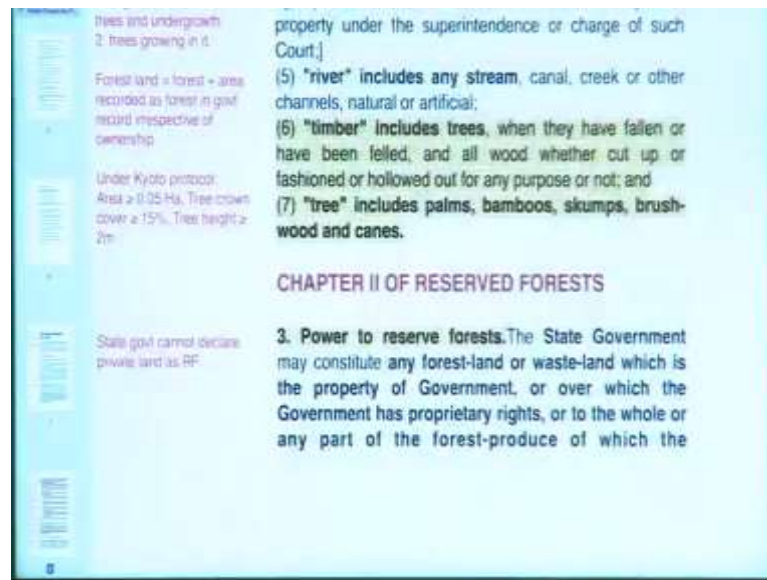 trees and undergrowth
2. trees growing in it
Forest land = forest + area
recorded as forest in govt
record irrespective of
ownership
Under Kyoto protocol:
Area ≥ 0.05 Ha, Tree crown
cover ≥ 15%, Tree height ≥
2m
State govt cannot declare
private land as RF
property under the superintendence or charge of such
Court;]
(5) "river" includes any stream, canal, creek or other
channels, natural or artificial;
(6) "timber" includes trees, when they have fallen or
have been felled, and all wood whether cut up or
fashioned or hollowed out for any purpose or not; and
(7) "tree" includes palms, bamboos, skumps, brush-
wood and canes.
CHAPTER II OF RESERVED FORESTS
3. Power to reserve forests.The State Government
may constitute any forest-land or waste-land which is
the property of Government, or over which the
Government has proprietary rights, or to the whole or
any part of the forest-produce of which the